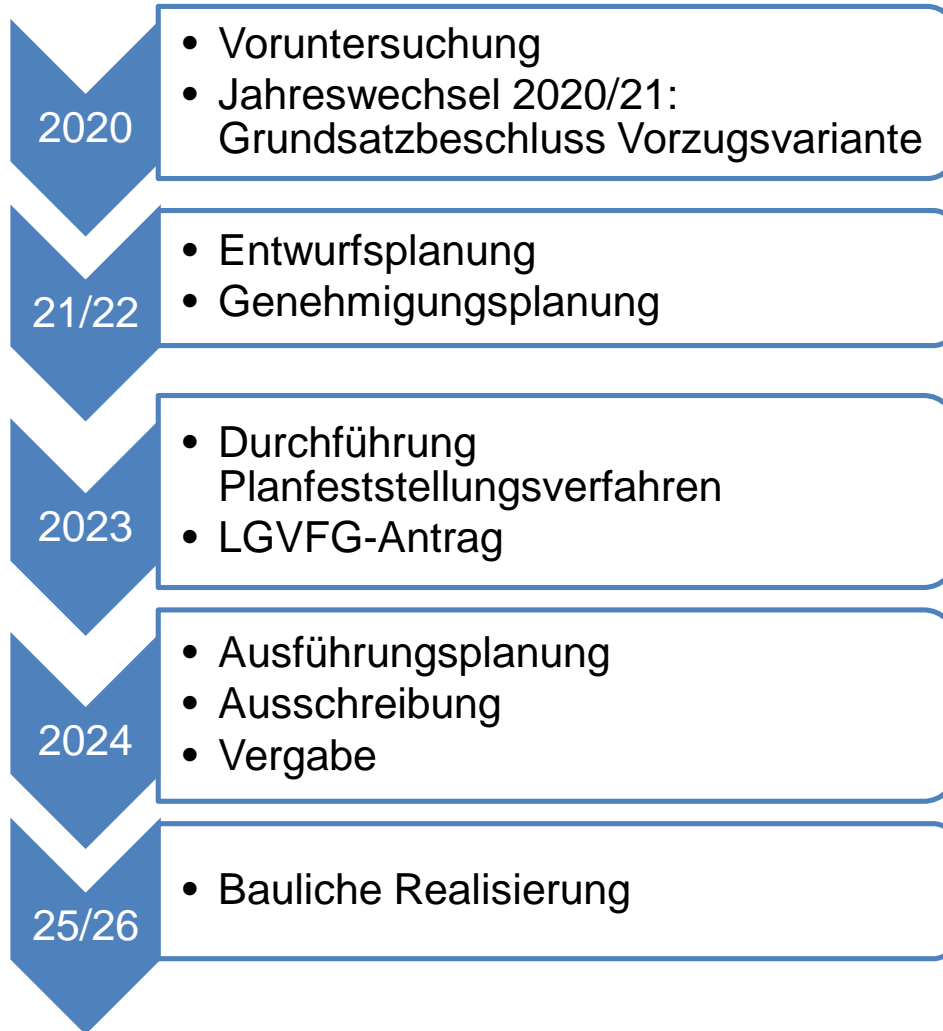 2020
• Voruntersuchung
• Jahreswechsel 2020/21:
Grundsatzbeschluss Vorzugsvariante
21/22
• Entwurfsplanung
• Genehmigungsplanung
2023
• Durchführung
Planfeststellungsverfahren
• LGVFG-Antrag
2024
• Ausführungsplanung
• Ausschreibung
• Vergabe
25/26
• Bauliche Realisierung